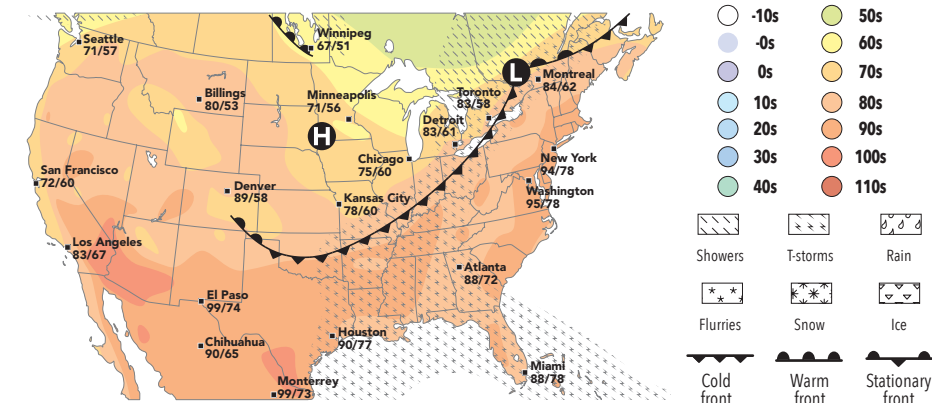 Seattle
71/57
Winnipeg
67/51
Billings
80/53
Minneapolis
71/56
H
L
Montreal
84/62
Toronto
83/58
Detroit
83/61
Chicago
75/60
New York
94/78
Washington
95/78
San Francisco
72/60
Denver
89/58
Kansas City
78/60
Los Angeles
83/67
Atlanta
88/72
El Paso
99/74
Houston
90/77
Chihuahua
90/65
Miami
88/78
Monterrey
99/73
-10s
-0s
0s
10s
20s
30s
40s
50s
60s
70s
80s
90s
100s
110s
Showers
T-storms
Rain
Flurries
Snow
Ice
Cold
front
Warm
front
Stationary
front